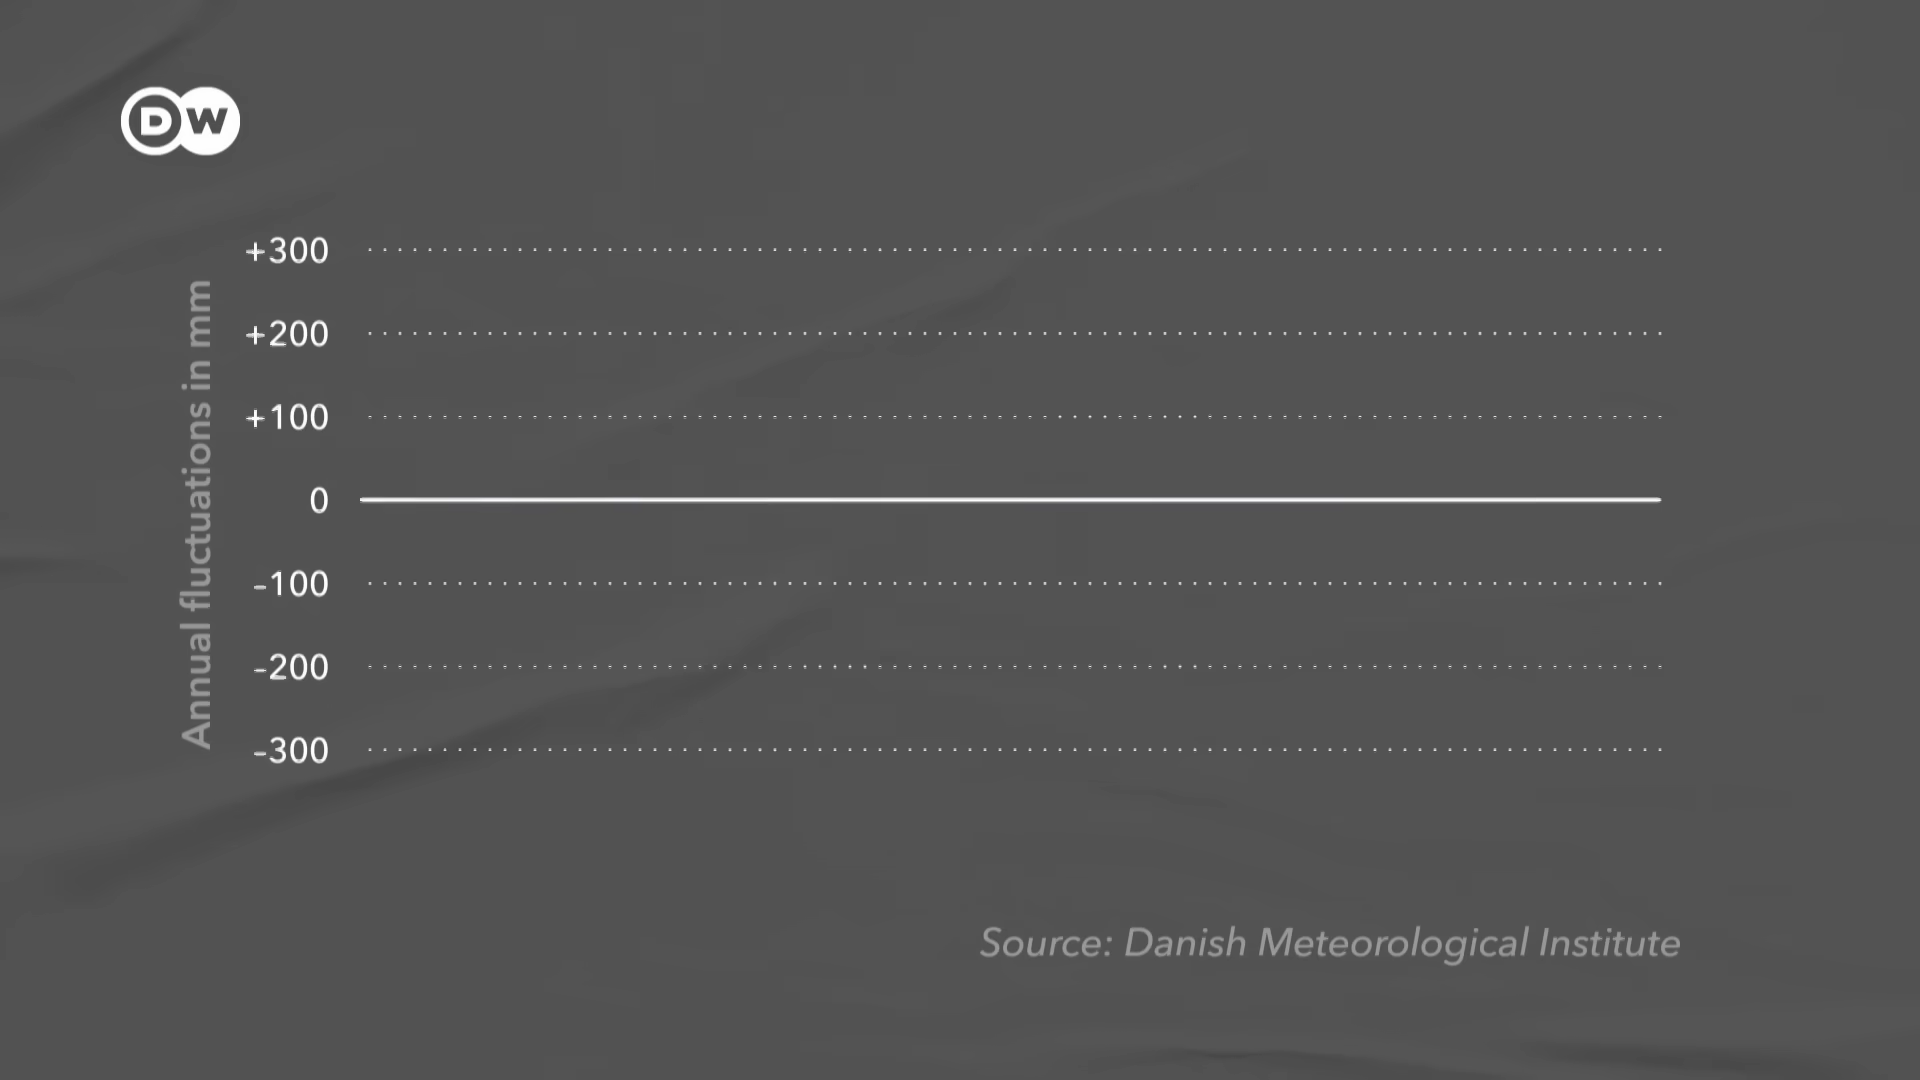 DW
+300
+200
+100
0
-100
-200
-300
Annual fluctuations in mm
Source: Danish Meteorological Institute